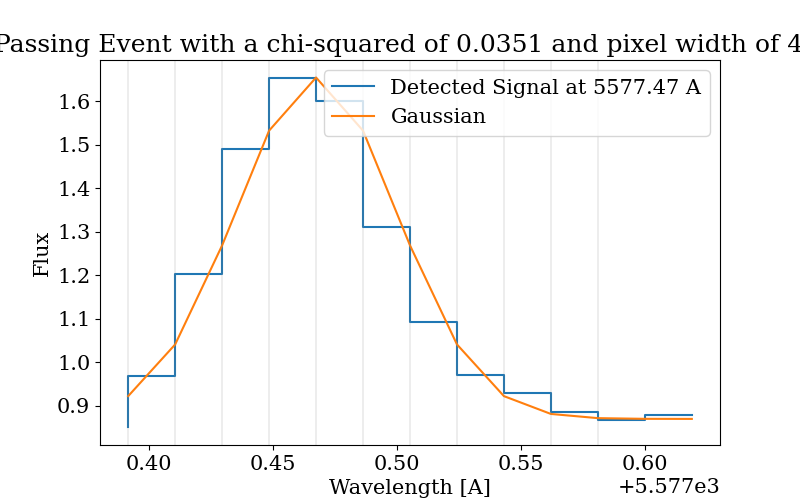 Passing Event with a chi-squared of 0.0351 and pixel width of 4
Detected Signal at 5577.47 A
Gaussian
Flux
1.6
1.5
1.4
1.3
1.2
1.1
1.0
0.9
0.40
0.45
0.50
0.55
0.60
+5.577e3
Wavelength [A]